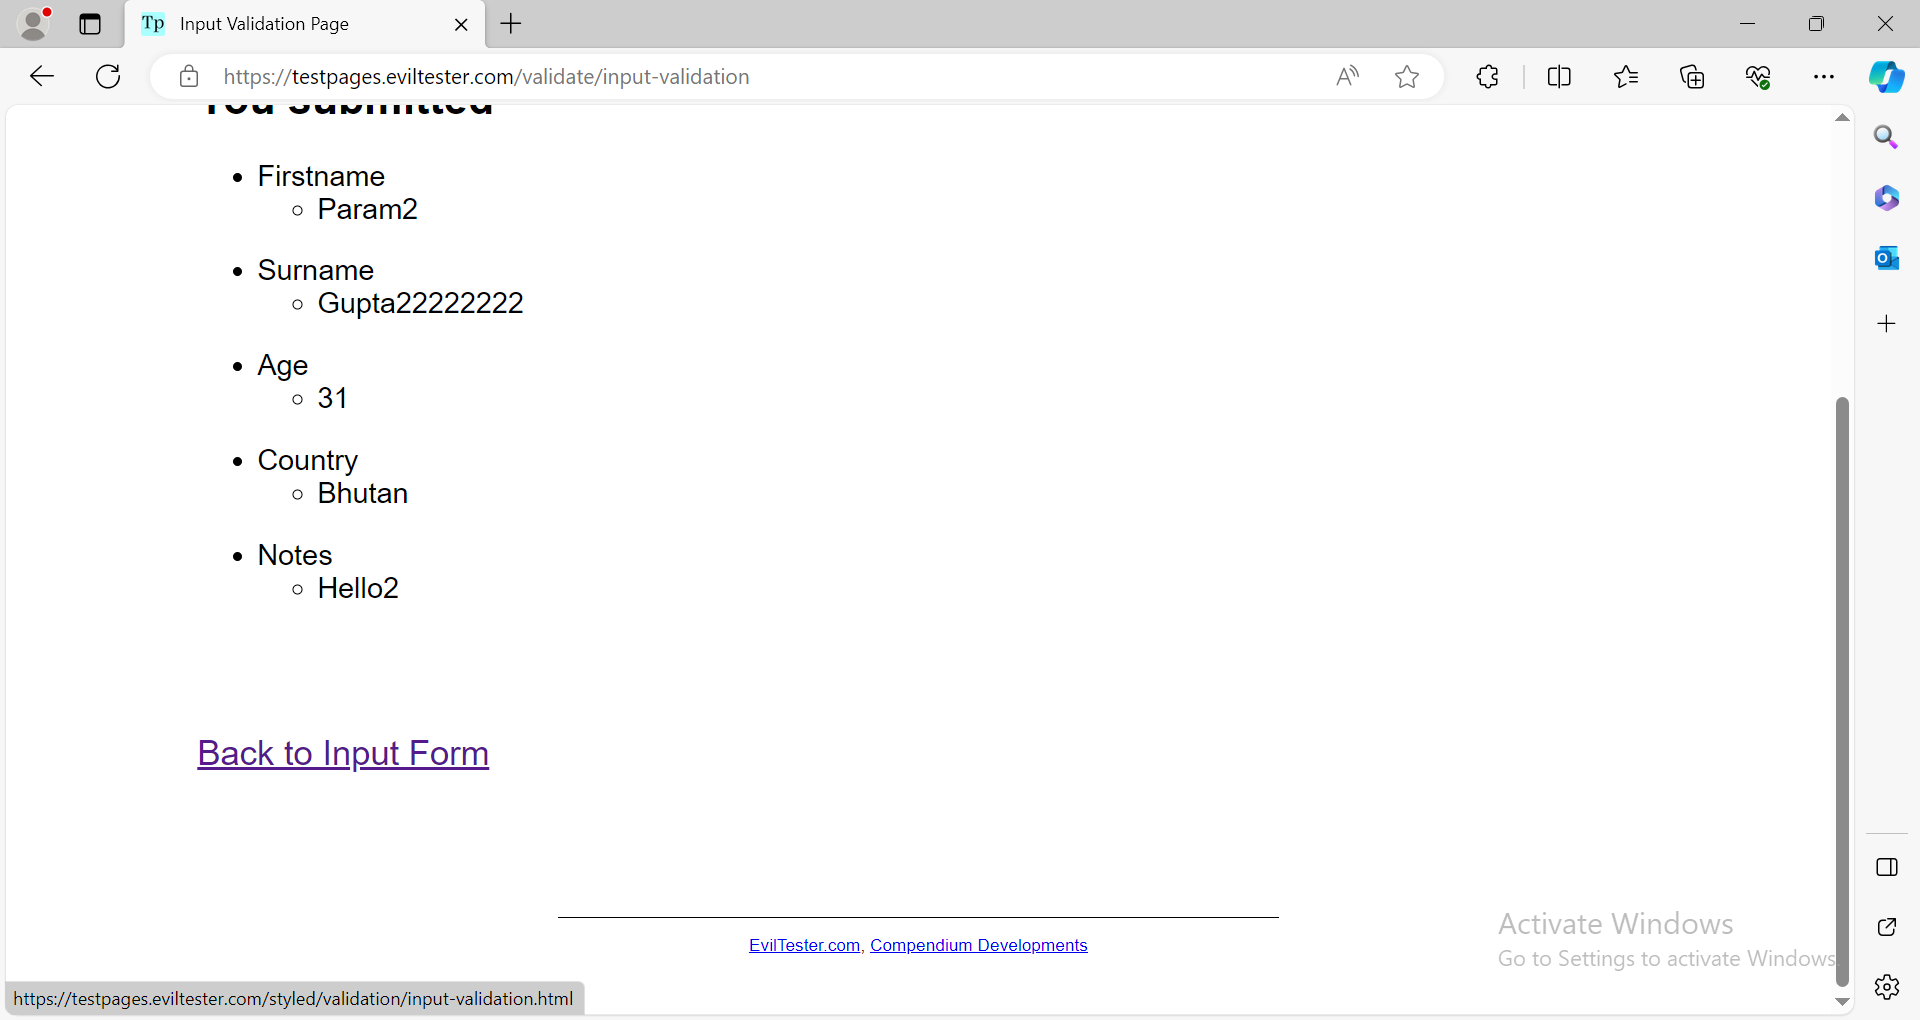 Tp Input Validation Page
https://testpages.eviltester.com/validate/input-validation
You submitted
Firstname
Param2
Surname
Gupta22222222
Age
31
Country
Bhutan
Notes
Hello2
Back to Input Form
EvilTester.com, Compendium Developments
Activate Windows
Go to Settings to activate Windows
https://testpages.eviltester.com/styled/validation/input-validation.html